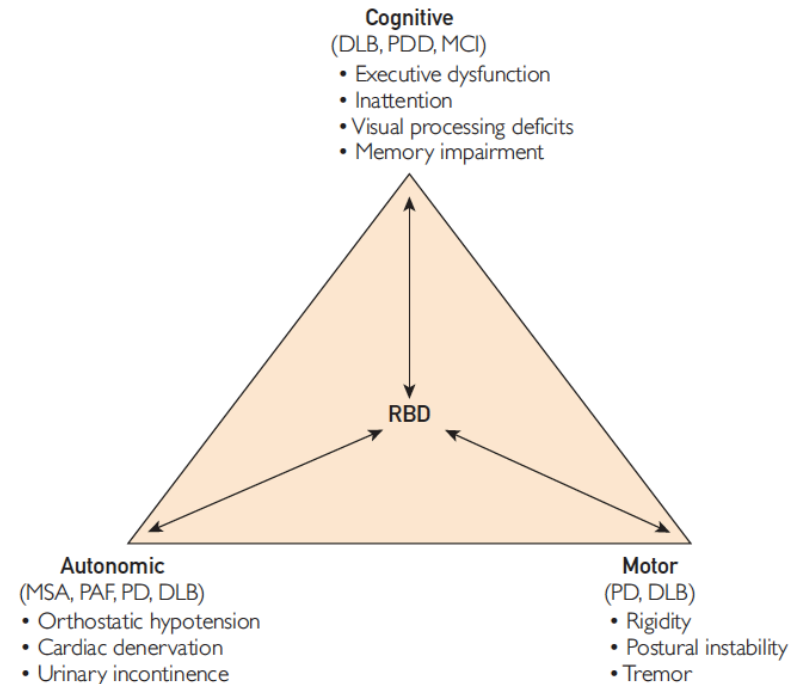 Cognitive
(DLB, PDD, MCI)
• Executive dysfunction
• Inattention
• Visual processing deficits
• Memory impairment
RBD
Autonomic
(MSA, PAF, PD, DLB)
• Orthostatic hypotension
• Cardiac denervation
• Urinary incontinence
Motor
(PD, DLB)
• Rigidity
• Postural instability
• Tremor